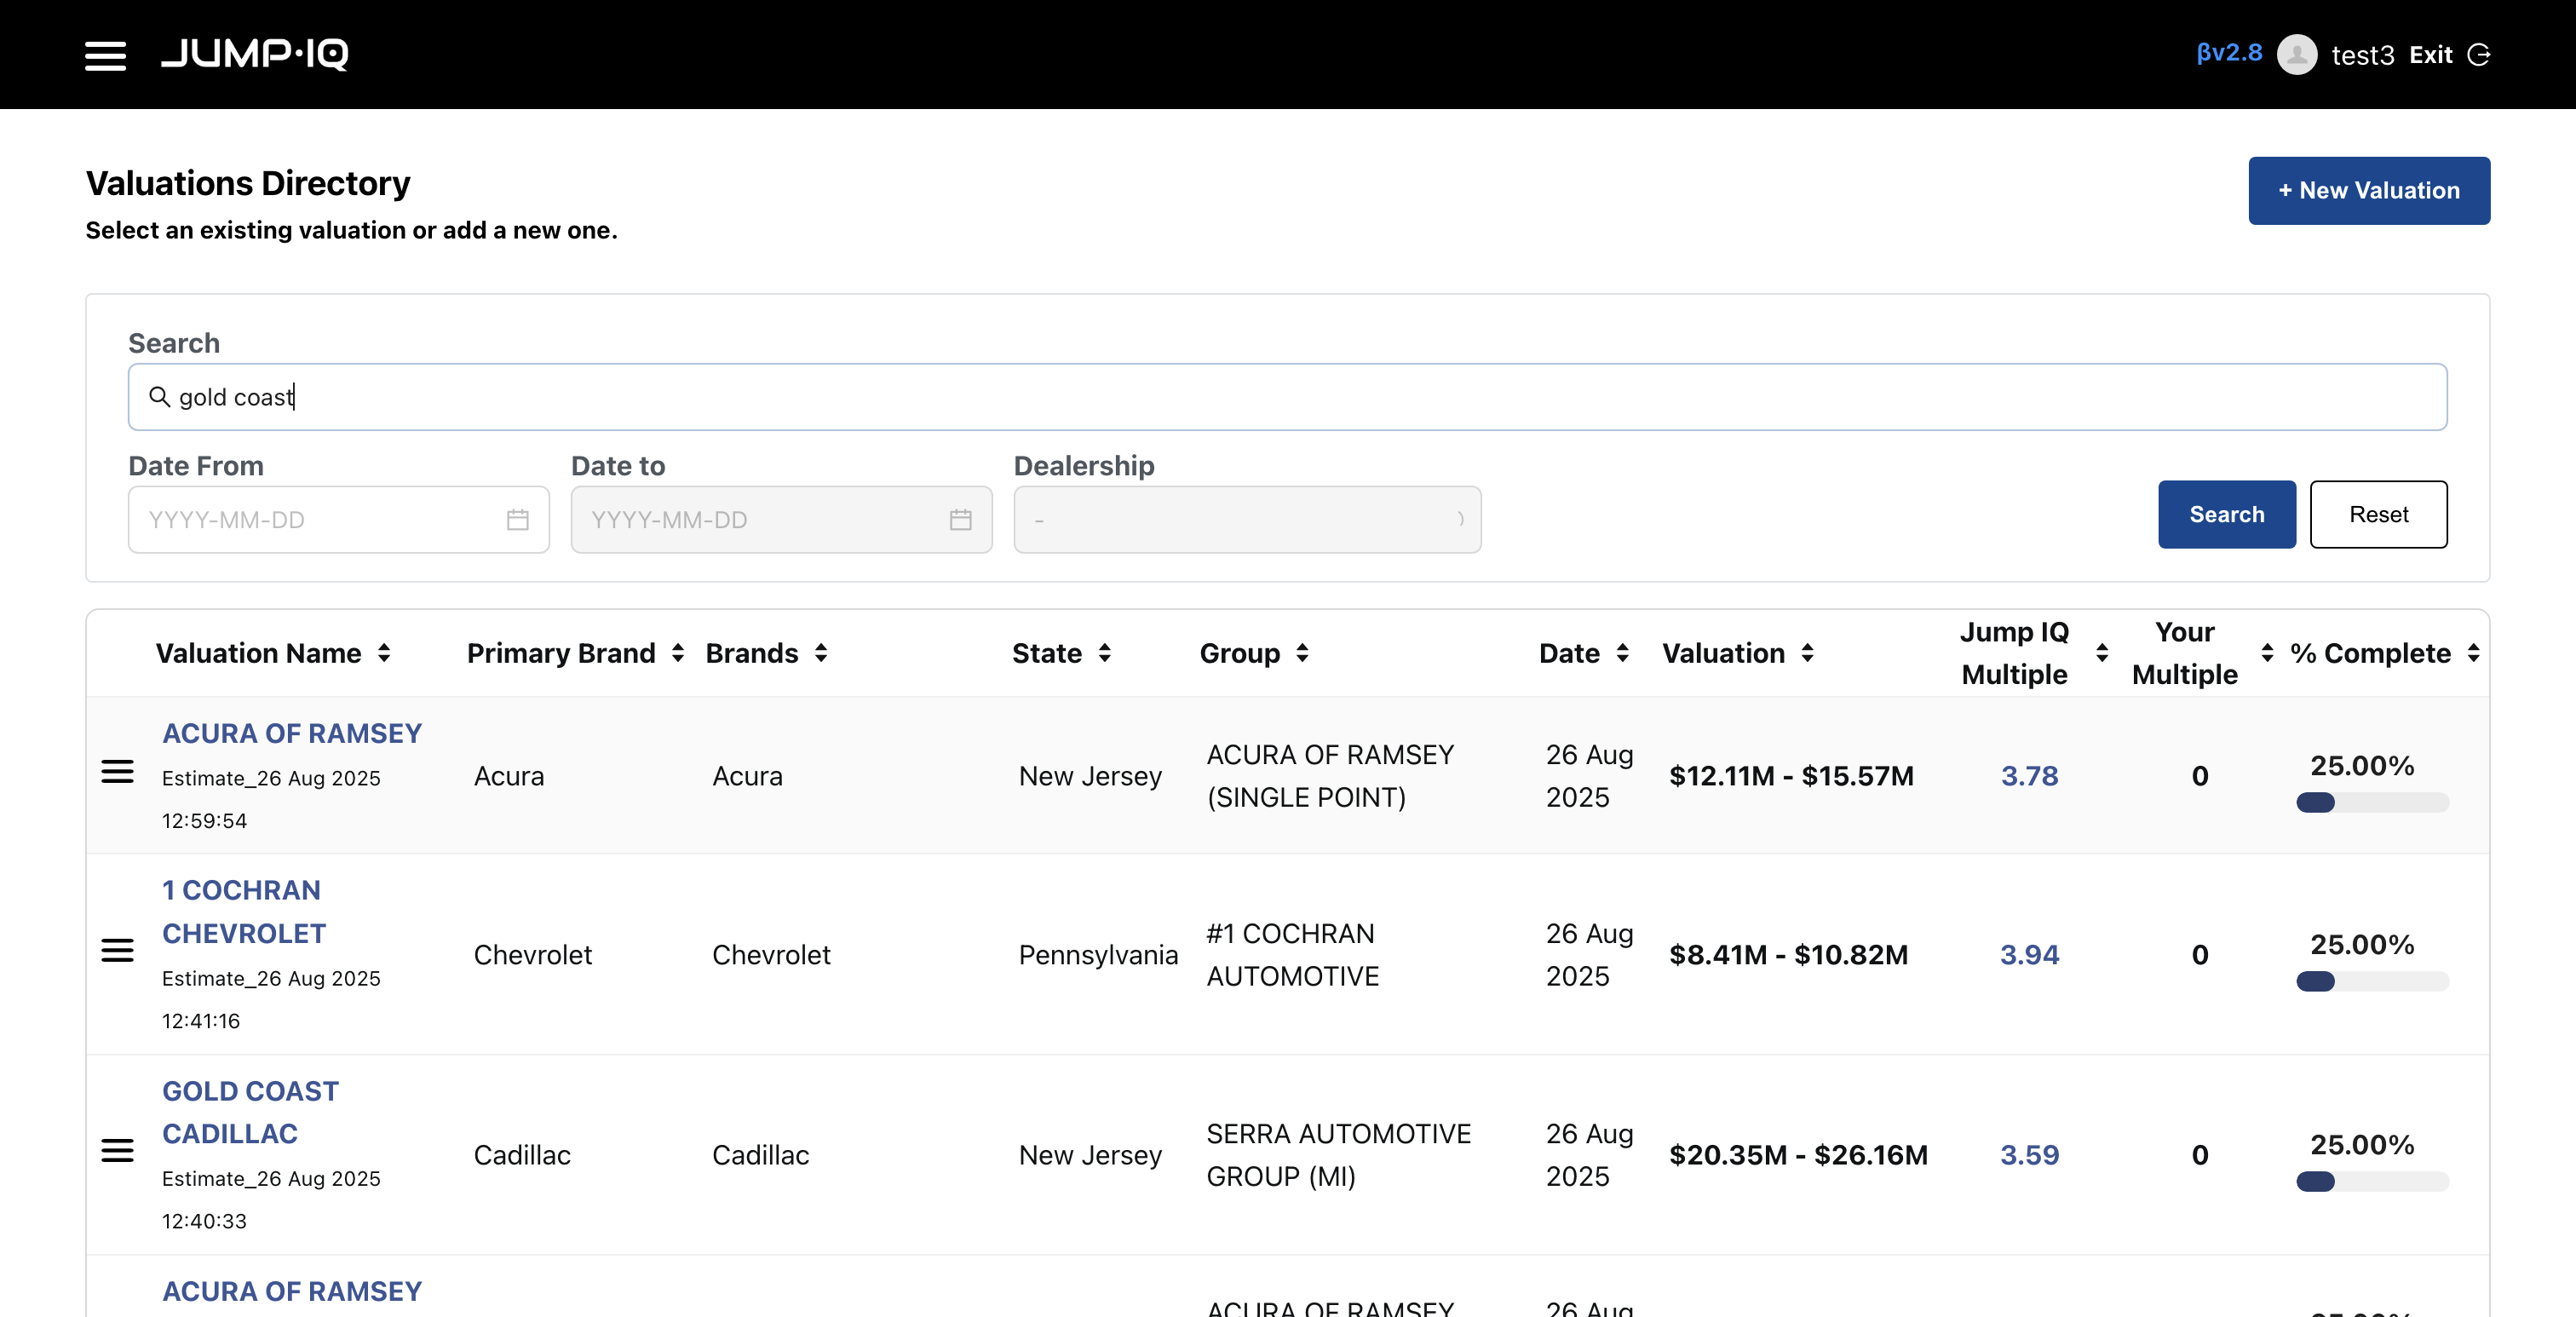 JUMP·IQ
βv2.8 test3 Exit
Valuations Directory
+ New Valuation
Select an existing valuation or add a new one.
Search
gold coast
Date From Date to Dealership
YYYY-MM-DD YYYY-MM-DD - Search Reset
Valuation Name Primary Brand Brands State Group Date Valuation Jump IQ Multiple Your Multiple % Complete
ACURA OF RAMSEY
Estimate_26 Aug 2025
12:59:54
Acura
Acura
New Jersey
ACURA OF RAMSEY
(SINGLE POINT)
26 Aug
2025
$12.11M - $15.57M
3.78
0
25.00%
1 COCHRAN
CHEVROLET
Estimate_26 Aug 2025
12:41:16
Chevrolet
Chevrolet
Pennsylvania
#1 COCHRAN
AUTOMOTIVE
26 Aug
2025
$8.41M - $10.82M
3.94
0
25.00%
GOLD COAST
CADILLAC
Estimate_26 Aug 2025
12:40:33
Cadillac
Cadillac
New Jersey
SERRA AUTOMOTIVE
GROUP (MI)
26 Aug
2025
$20.35M - $26.16M
3.59
0
25.00%
ACURA OF RAMSEY
ACURA OF RAMSEY
26 Aug